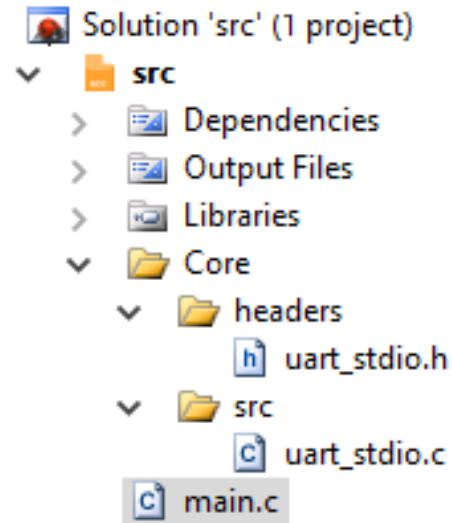 Solution 'src' (1 project)
src
Dependencies
Output Files
Libraries
Core
headers
h uart_stdio.h
src
c uart_stdio.c
c main.c